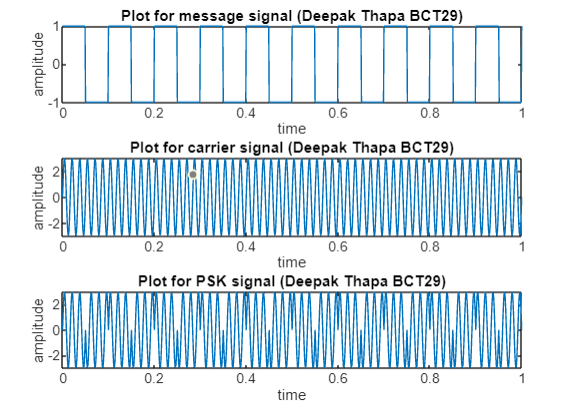 Plot for message signal (Deepak Thapa BCT29)
1
0
-1
amplitude
0 0.2 0.4 0.6 0.8 1
time
Plot for carrier signal (Deepak Thapa BCT29)
2
0
-2
amplitude
0 0.2 0.4 0.6 0.8 1
time
Plot for PSK signal (Deepak Thapa BCT29)
2
0
-2
amplitude
0 0.2 0.4 0.6 0.8 1
time